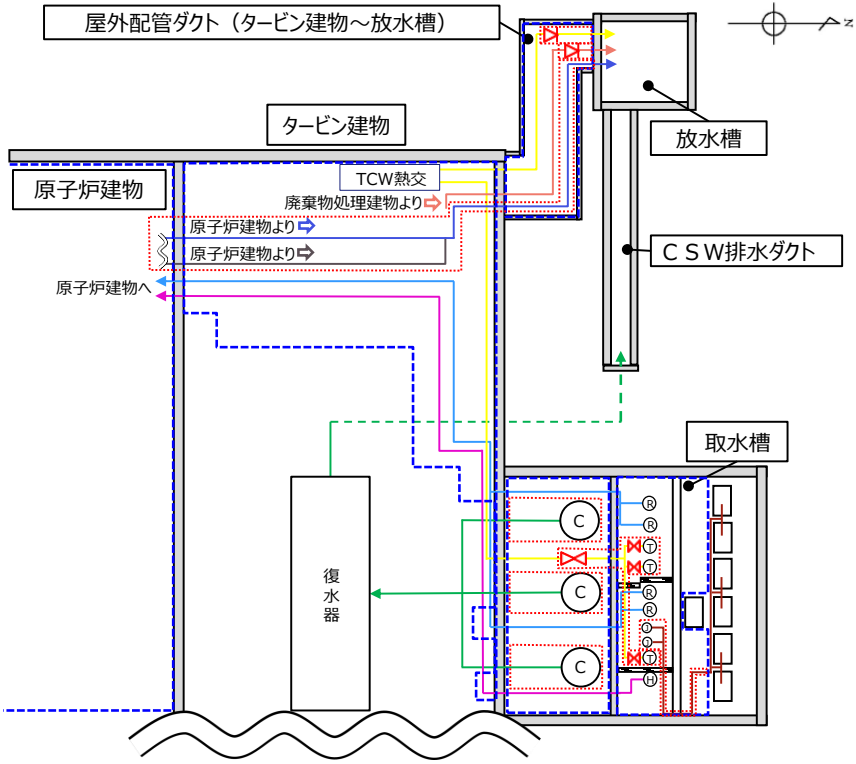 屋外配管ダクト（タービン建物～放水槽）
N
タービン建物
放水槽
原子炉建物
TCW熱交
廃棄物処理建物より
原子炉建物より
原子炉建物より
CSW排水ダクト
原子炉建物へ
取水槽
復水器
C
C
C
R
R
T
T
R
R
J
J
T
H